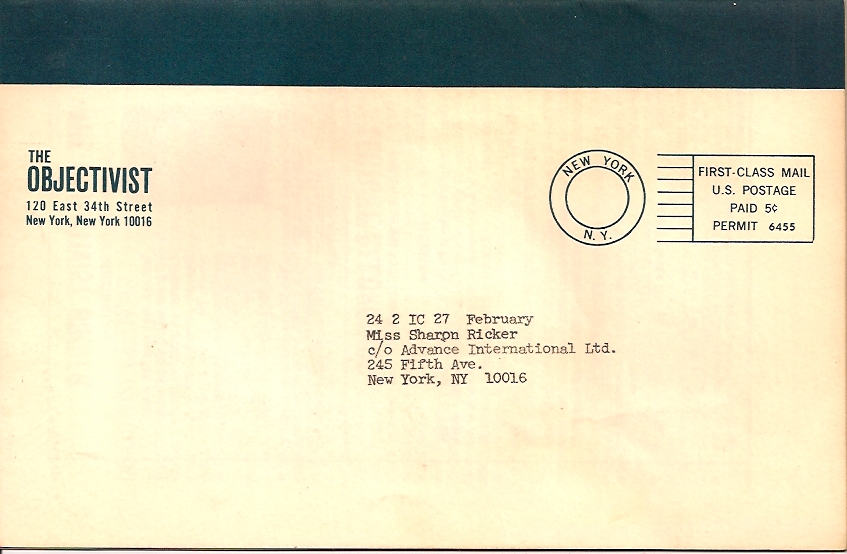 THE
OBJECTIVIST
120 East 34th Street
New York, New York 10016
NEW YORK
N. Y.
FIRST-CLASS MAIL
U.S. POSTAGE
PAID 5¢
PERMIT 6455
24 2 IC 27 February
Miss Sharon Ricker
c/o Advance International Ltd.
245 Fifth Ave.
New York, NY 10016